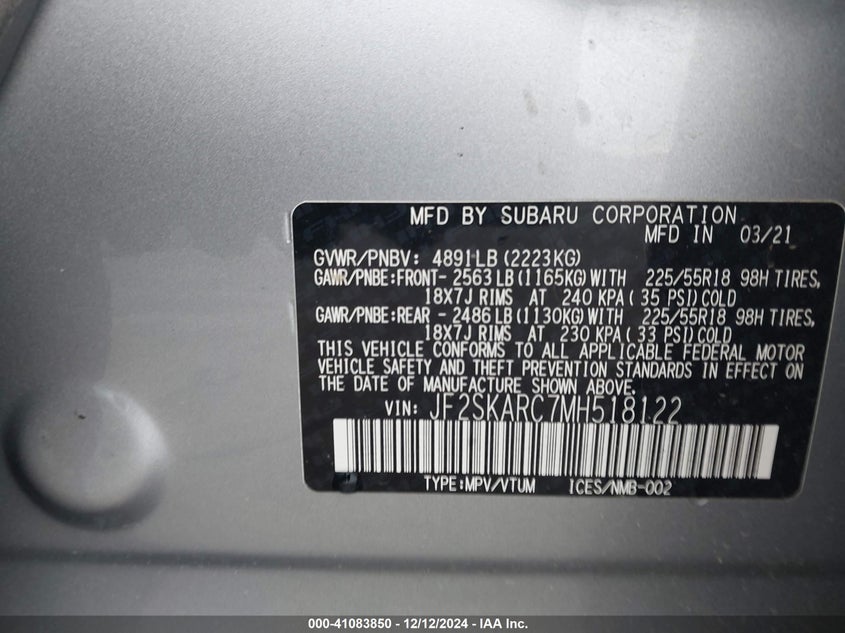 MFD BY SUBARU CORPORATION
MFD IN 03/21
GVWR/PNBV: 4891LB (2223KG)
GAWR/PNBE:FRONT- 2563 LB (1165KG) WITH 225/55R18 98H TIRES,
18X7J RIMS AT 240 KPA ( 35 PSI) COLD
GAWR/PNBE:REAR - 2486 LB (1130KG) WITH 225/55R18 98H TIRES,
18X7J RIMS AT 230 KPA ( 33 PSI) COLD
THIS VEHICLE CONFORMS TO ALL APPLICABLE FEDERAL MOTOR
VEHICLE SAFETY AND THEFT PREVENTION STANDARDS IN EFFECT ON
THE DATE OF MANUFACTURE SHOWN ABOVE.
VIN: JF2SKARC7MH518122
TYPE:MPV/VTUM ICES/NMB-002
000-41083850 - 12/12/2024 - IAA Inc.